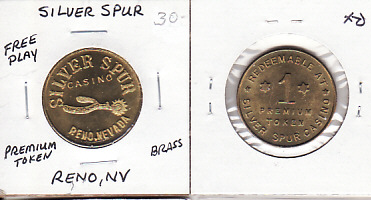 SILVER SPUR 30-
FREE
PLAY
SILVER SPUR
CASINO
RENO, NEVADA
PREMIUM
TOKEN
BRASS
RENO, NV
REDEEMABLE AT
1
PREMIUM
TOKEN
SILVER SPUR CASINO